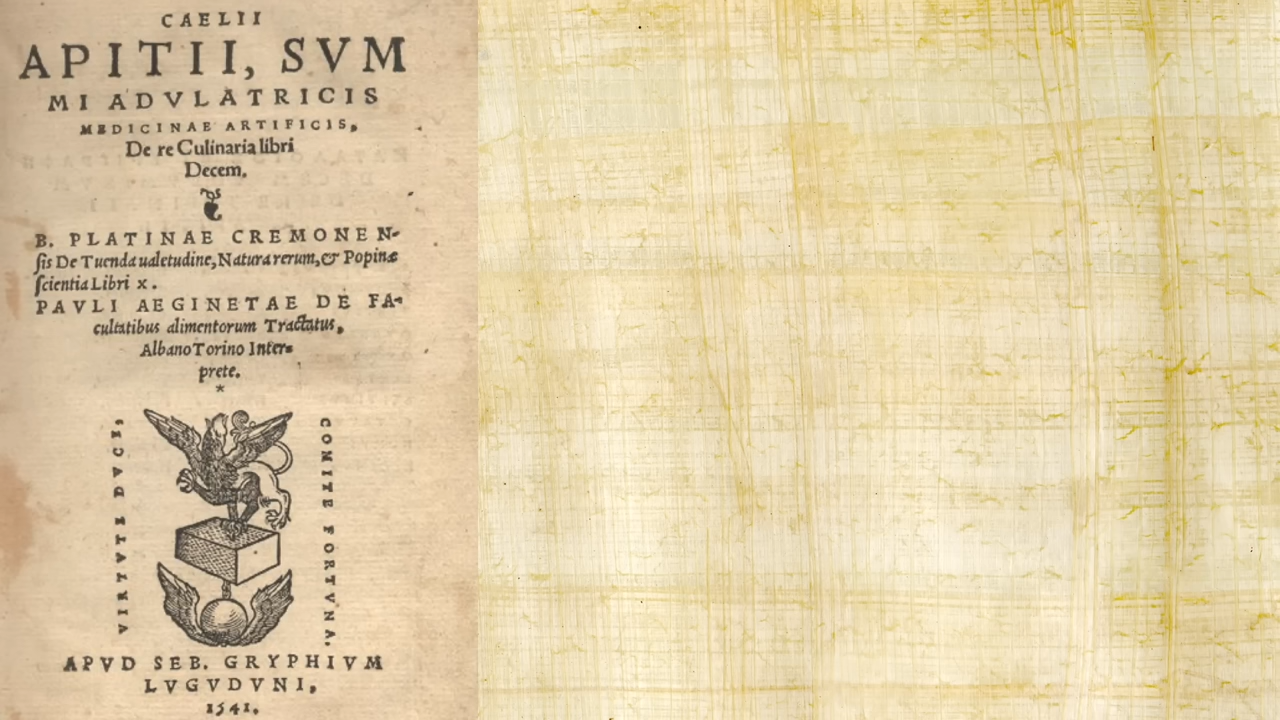 CAELII
APITII, SVM
MI ADVLATRICIS
MEDICINAE ARTIFICIS,
De re Culinaria libri
Decem.
B. PLATINAE CREMONEN-
sis De Tuenda ualetudine, Natura rerum, & Popinæ
scientia Libri x.
PAVLI AEGINETAE DE FA-
cultatibus alimentorum Tractatus,
Albano Torino Inter-
prete.
*
VIRTVTE DVCE,
COMITE FORTVNA.
APVD SEB. GRYPHIVM
LVGVDVNI,
1541.